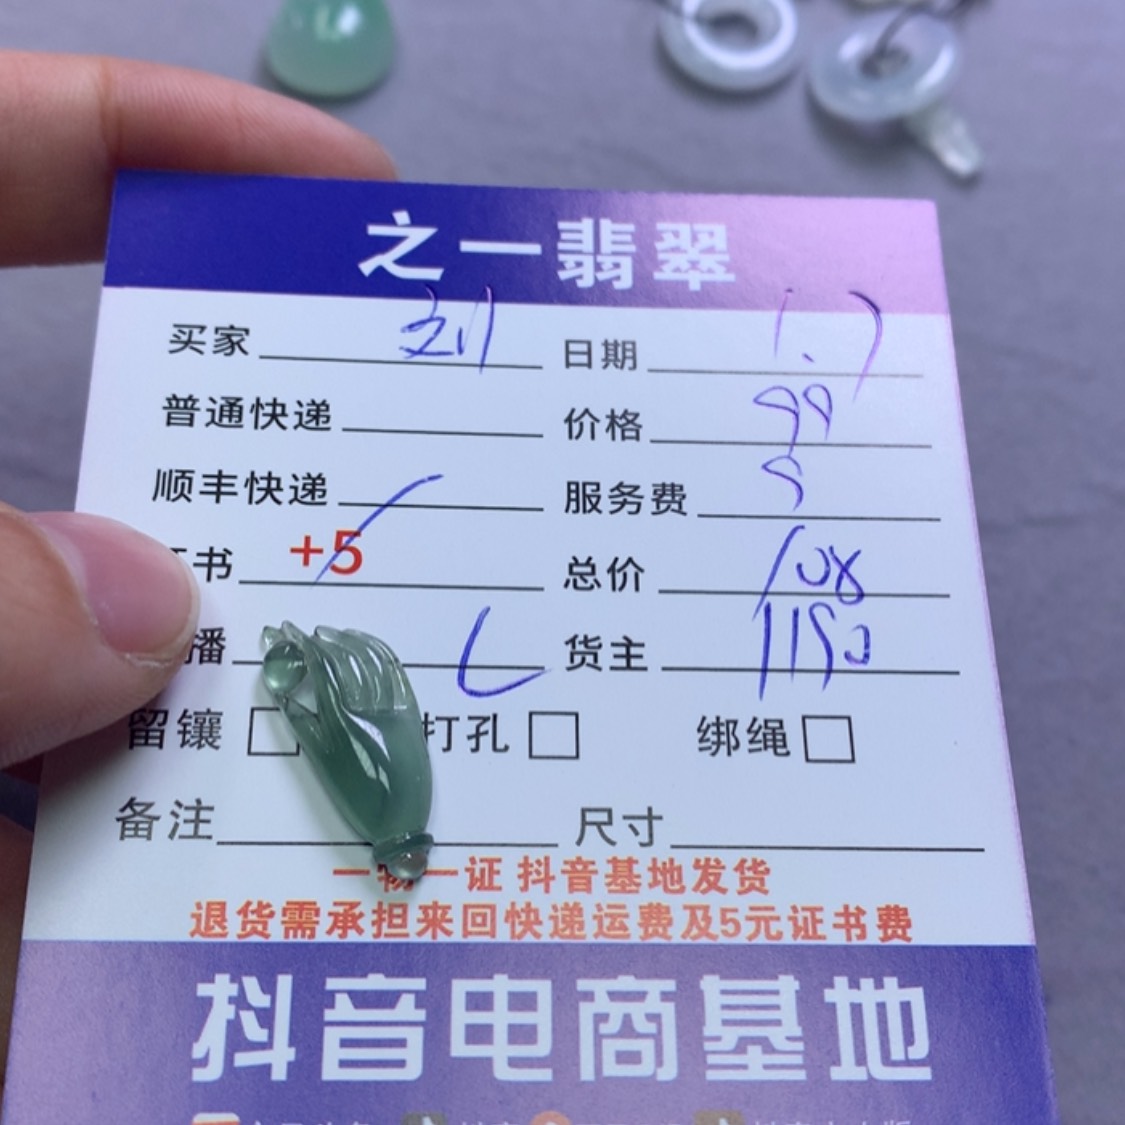 之一翡翠
买家 刘 日期 1.7
普通快递 价格 99
顺丰快递 服务费 9
证书 +5 总价 108
播 L 货主 1190
留镶 打孔 绑绳
备注 尺寸
一物一证 抖音基地发货
退货需承担来回快递运费及5元证书费
抖音电商基地